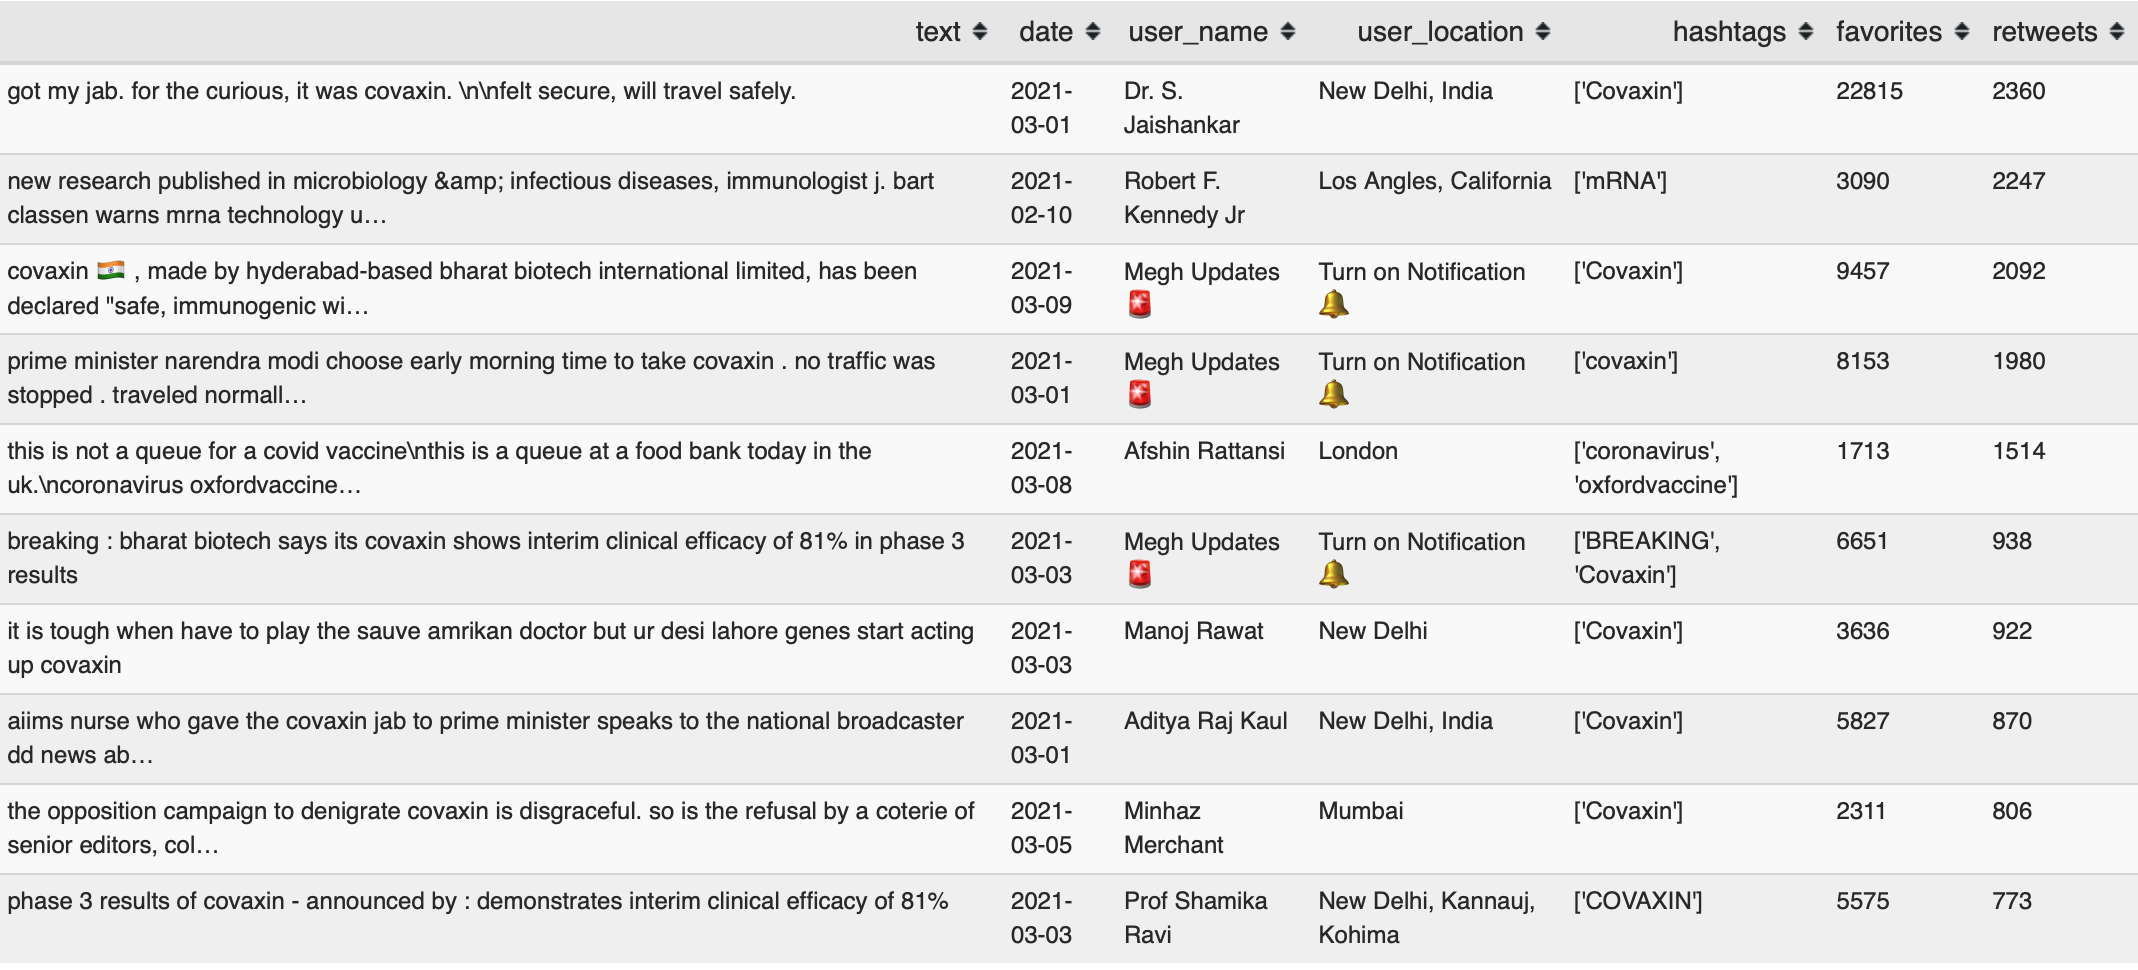 text date user_name user_location hashtags favorites retweets
got my jab. for the curious, it was covaxin. \n\nfelt secure, will travel safely. 2021- Dr. S. New Delhi, India ['Covaxin'] 22815 2360
03-01 Jaishankar
new research published in microbiology &amp; infectious diseases, immunologist j. bart 2021- Robert F. Los Angles, California ['mRNA'] 3090 2247
classen warns mrna technology u… 02-10 Kennedy Jr
covaxin 🇮🇳 , made by hyderabad-based bharat biotech international limited, has been 2021- Megh Updates Turn on Notification ['Covaxin'] 9457 2092
declared "safe, immunogenic wi… 03-09 🚨 🔔
prime minister narendra modi choose early morning time to take covaxin . no traffic was 2021- Megh Updates Turn on Notification ['covaxin'] 8153 1980
stopped . traveled normall… 03-01 🚨 🔔
this is not a queue for a covid vaccine\nthis is a queue at a food bank today in the 2021- Afshin Rattansi London ['coronavirus', 1713 1514
uk.\ncoronavirus oxfordvaccine… 03-08 'oxfordvaccine']
breaking : bharat biotech says its covaxin shows interim clinical efficacy of 81% in phase 3 2021- Megh Updates Turn on Notification ['BREAKING', 6651 938
results 03-03 🚨 🔔 'Covaxin']
it is tough when have to play the sauve amrikan doctor but ur desi lahore genes start acting 2021- Manoj Rawat New Delhi ['Covaxin'] 3636 922
up covaxin 03-03
aiims nurse who gave the covaxin jab to prime minister speaks to the national broadcaster 2021- Aditya Raj Kaul New Delhi, India ['Covaxin'] 5827 870
dd news ab… 03-01
the opposition campaign to denigrate covaxin is disgraceful. so is the refusal by a coterie of 2021- Minhaz Mumbai ['Covaxin'] 2311 806
senior editors, col… 03-05 Merchant
phase 3 results of covaxin - announced by : demonstrates interim clinical efficacy of 81% 2021- Prof Shamika New Delhi, Kannauj, ['COVAXIN'] 5575 773
03-03 Ravi Kohima